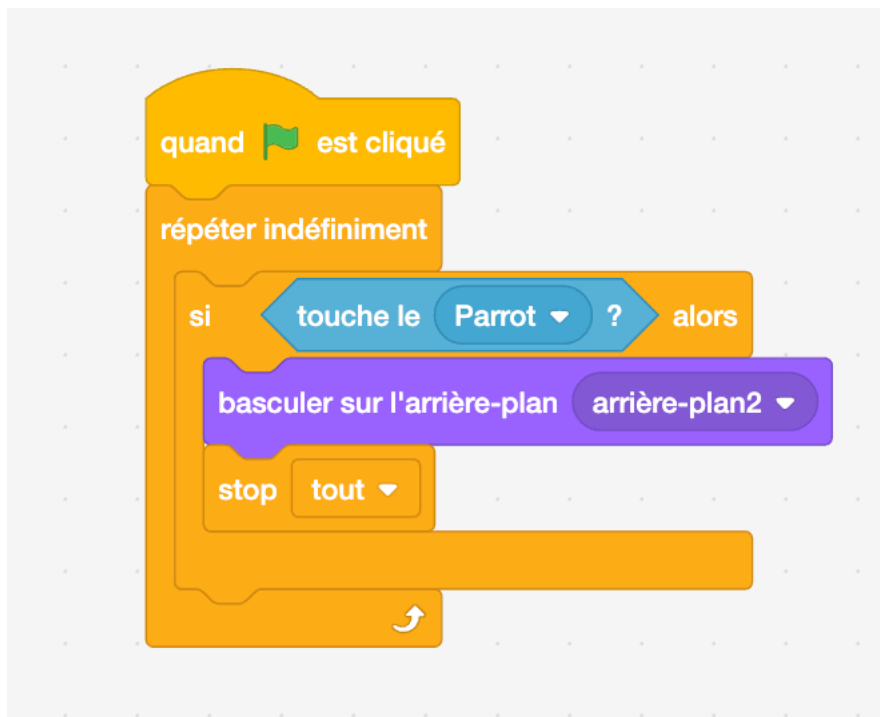 quand est cliqué
répéter indéfiniment
si touche le Parrot ? alors
basculer sur l'arrière-plan arrière-plan2
stop tout